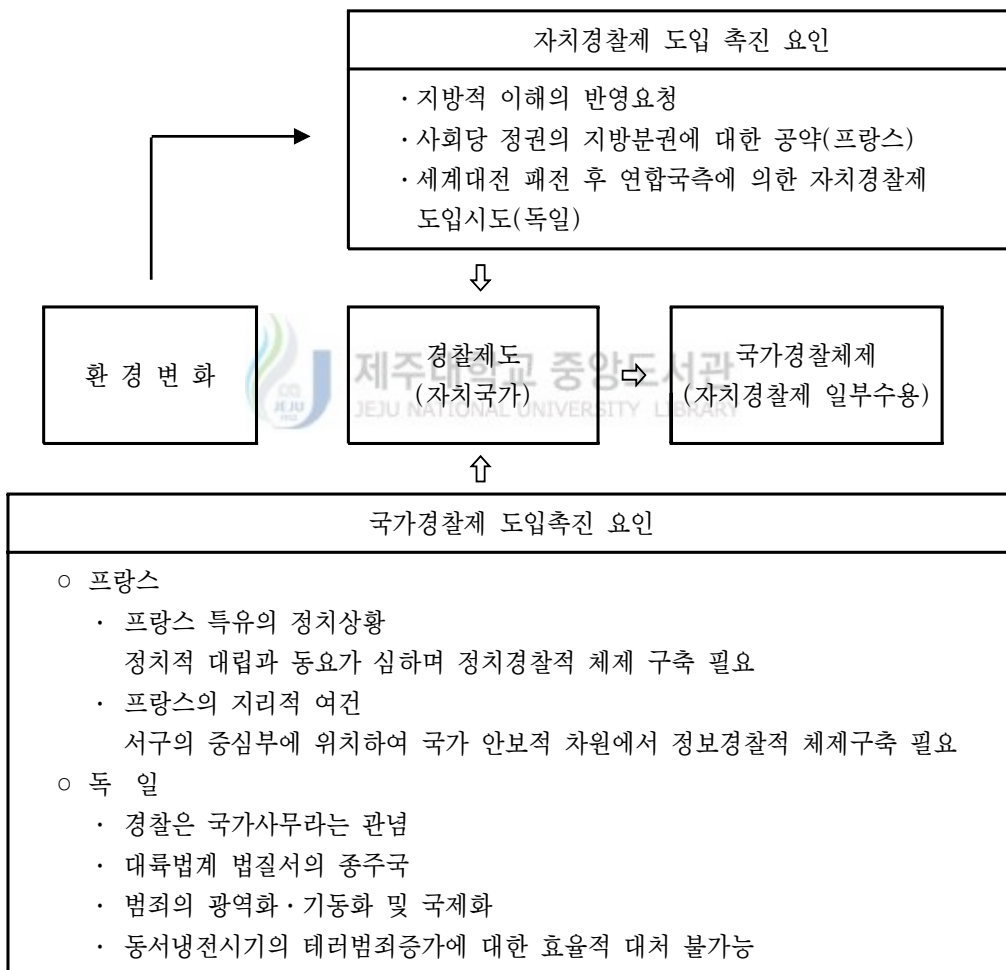 자치경찰제 도입 촉진 요인
· 지방적 이해의 반영요청
· 사회당 정권의 지방분권에 대한 공약(프랑스)
· 세계대전 패전 후 연합국측에 의한 자치경찰제
도입시도(독일)
환 경 변 화
경찰제도
(자치국가)
국가경찰체제
(자치경찰제 일부수용)
제주대학교 중앙도서관
JEJU NATIONAL UNIVERSITY LIBRARY
JEJU
1952
국가경찰제 도입촉진 요인
○ 프랑스
· 프랑스 특유의 정치상황
정치적 대립과 동요가 심하며 정치경찰적 체제 구축 필요
· 프랑스의 지리적 여건
서구의 중심부에 위치하여 국가 안보적 차원에서 정보경찰적 체제구축 필요
○ 독 일
· 경찰은 국가사무라는 관념
· 대륙법계 법질서의 종주국
· 범죄의 광역화·기동화 및 국제화
· 동서냉전시기의 테러범죄증가에 대한 효율적 대처 불가능